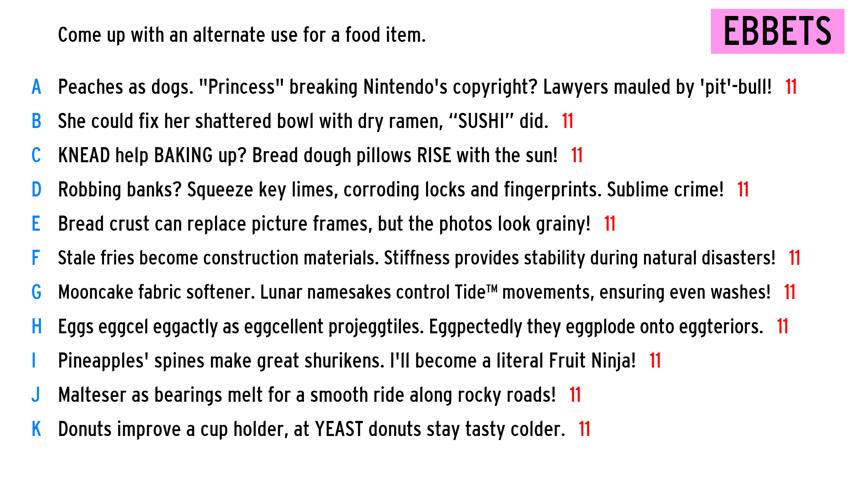 Come up with an alternate use for a food item.
EBBETS
A Peaches as dogs. "Princess" breaking Nintendo's copyright? Lawyers mauled by 'pit'-bull! 11
B She could fix her shattered bowl with dry ramen, “SUSHI” did. 11
C KNEAD help BAKING up? Bread dough pillows RISE with the sun! 11
D Robbing banks? Squeeze key limes, corroding locks and fingerprints. Sublime crime! 11
E Bread crust can replace picture frames, but the photos look grainy! 11
F Stale fries become construction materials. Stiffness provides stability during natural disasters! 11
G Mooncake fabric softener. Lunar namesakes control Tide™ movements, ensuring even washes! 11
H Eggs eggcel eggactly as eggcellent projeggtiles. Eggpectedly they eggplode onto eggteriors. 11
I Pineapples' spines make great shurikens. I'll become a literal Fruit Ninja! 11
J Malteser as bearings melt for a smooth ride along rocky roads! 11
K Donuts improve a cup holder, at YEAST donuts stay tasty colder. 11